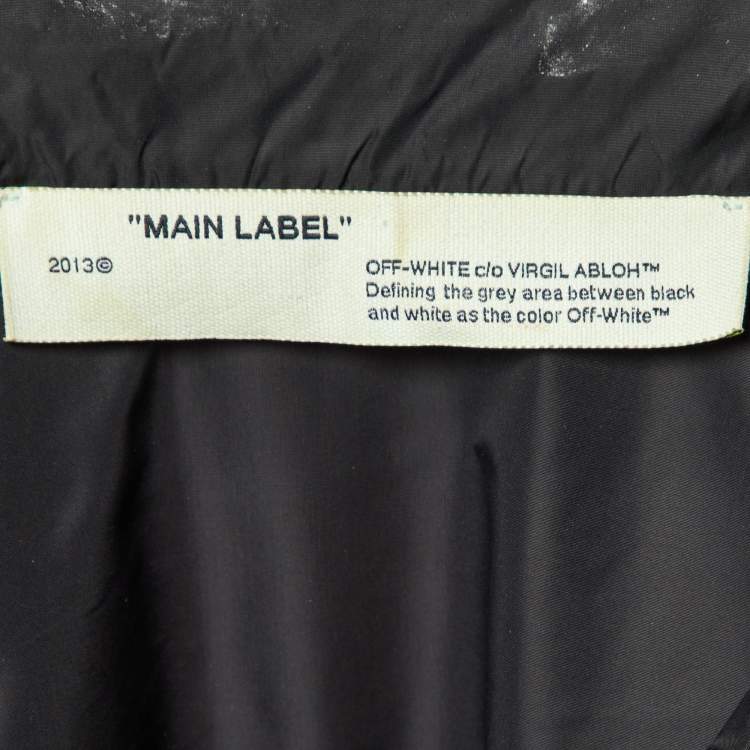 "MAIN LABEL"
2013©
OFF-WHITE c/o VIRGIL ABLOH™
Defining the grey area between black
and white as the color Off-White™